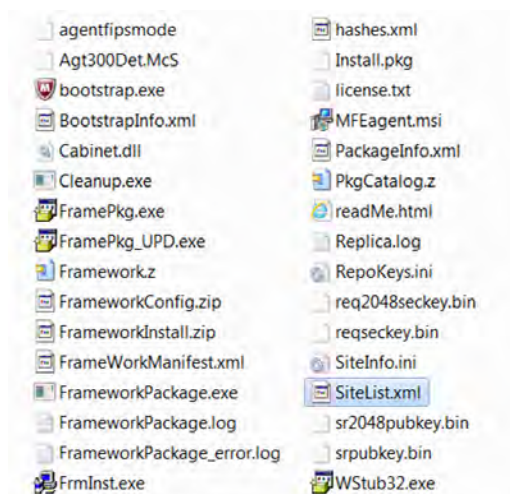 agentfipsmode
Agt300Det.McS
bootstrap.exe
BootstrapInfo.xml
Cabinet.dll
Cleanup.exe
FramePkg.exe
FramePkg_UPD.exe
Framework.z
FrameworkConfig.zip
FrameworkInstall.zip
FrameWorkManifest.xml
FrameworkPackage.exe
FrameworkPackage.log
FrameworkPackage_error.log
FrmInst.exe
hashes.xml
Install.pkg
license.txt
MFEagent.msi
PackageInfo.xml
PkgCatalog.z
readMe.html
Replica.log
RepoKeys.ini
req2048seckey.bin
reqseckey.bin
SiteInfo.ini
SiteList.xml
sr2048pubkey.bin
srpubkey.bin
WStub32.exe